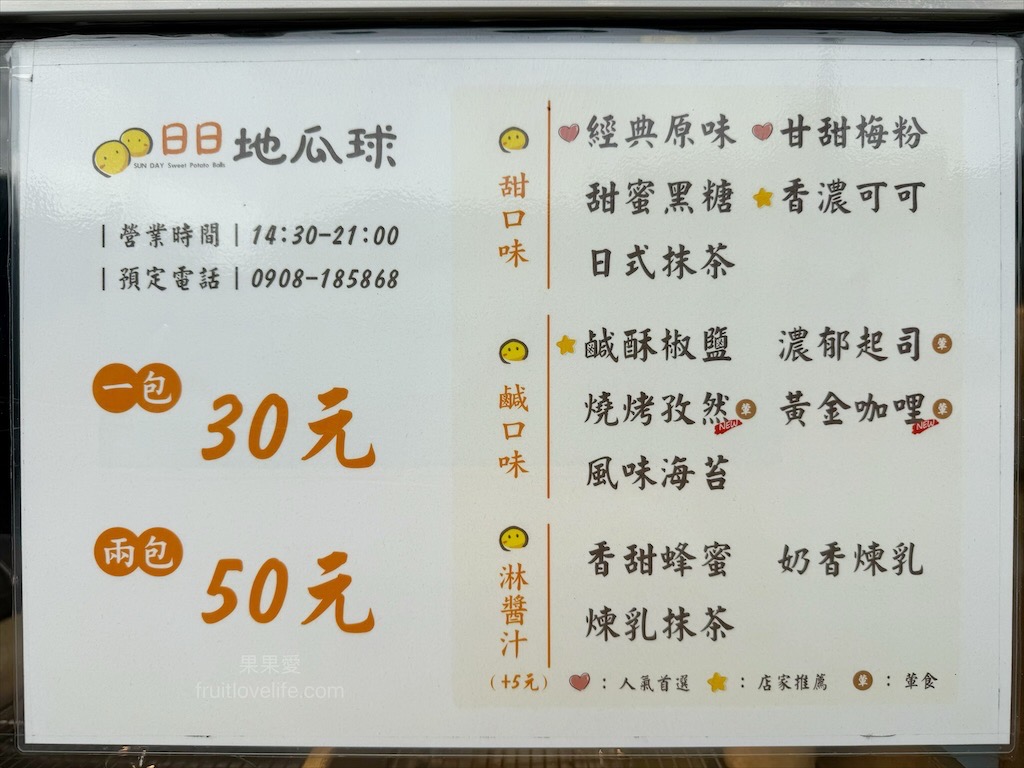 日日地瓜球
SUN DAY Sweet Potato Balls
|營業時間|14:30-21:00
|預定電話|0908-185868
一包
30元
兩包
50元
果果愛
fruitlovelife.com
甜口味
經典原味 甘甜梅粉
甜蜜黑糖 香濃可可
日式抹茶
鹹口味
鹹酥椒鹽 濃郁起司 葷
燒烤孜然 葷 NEW 黃金咖哩 葷 NEW
風味海苔
淋醬汁
(+5元)
香甜蜂蜜 奶香煉乳
煉乳抹茶
：人氣首選 ：店家推薦 葷：葷食